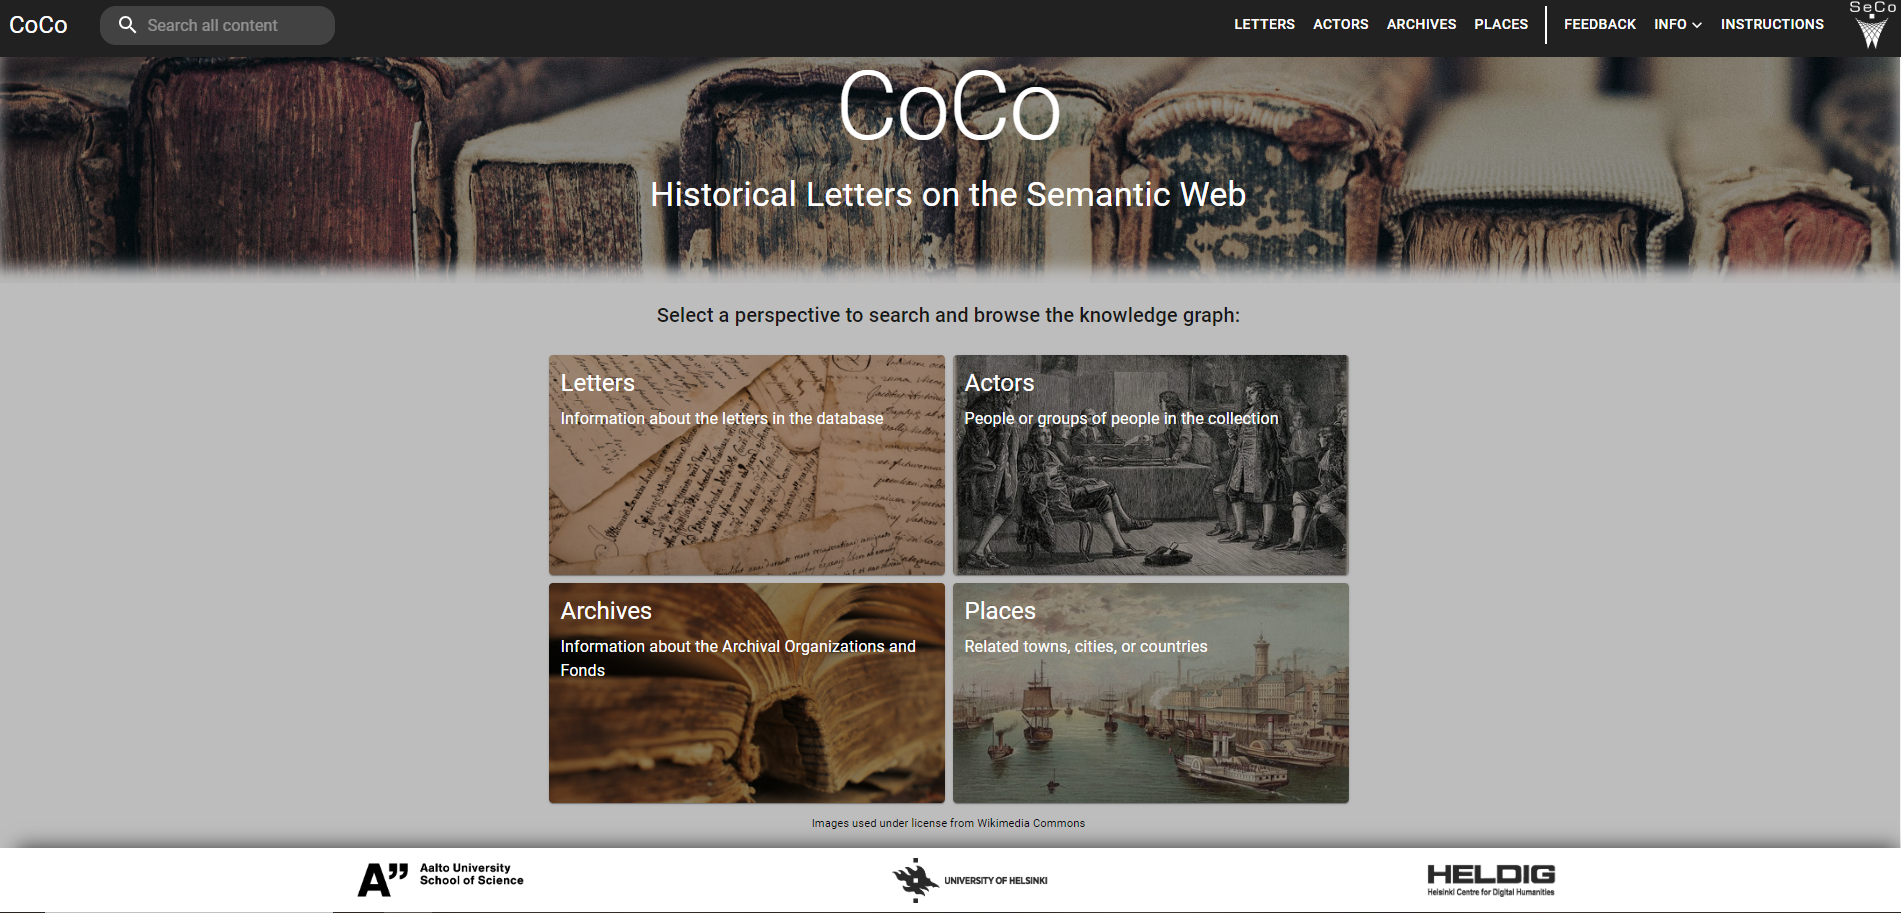 CoCo
Search all content
LETTERS ACTORS ARCHIVES PLACES FEEDBACK INFO INSTRUCTIONS
SeCo
CoCo
Historical Letters on the Semantic Web
Select a perspective to search and browse the knowledge graph:
Letters
Information about the letters in the database
Actors
People or groups of people in the collection
Archives
Information about the Archival Organizations and
Fonds
Places
Related towns, cities, or countries
Images used under license from Wikimedia Commons
A”
Aalto University
School of Science
UNIVERSITY OF HELSINKI
HELDIG
Helsinki Centre for Digital Humanities